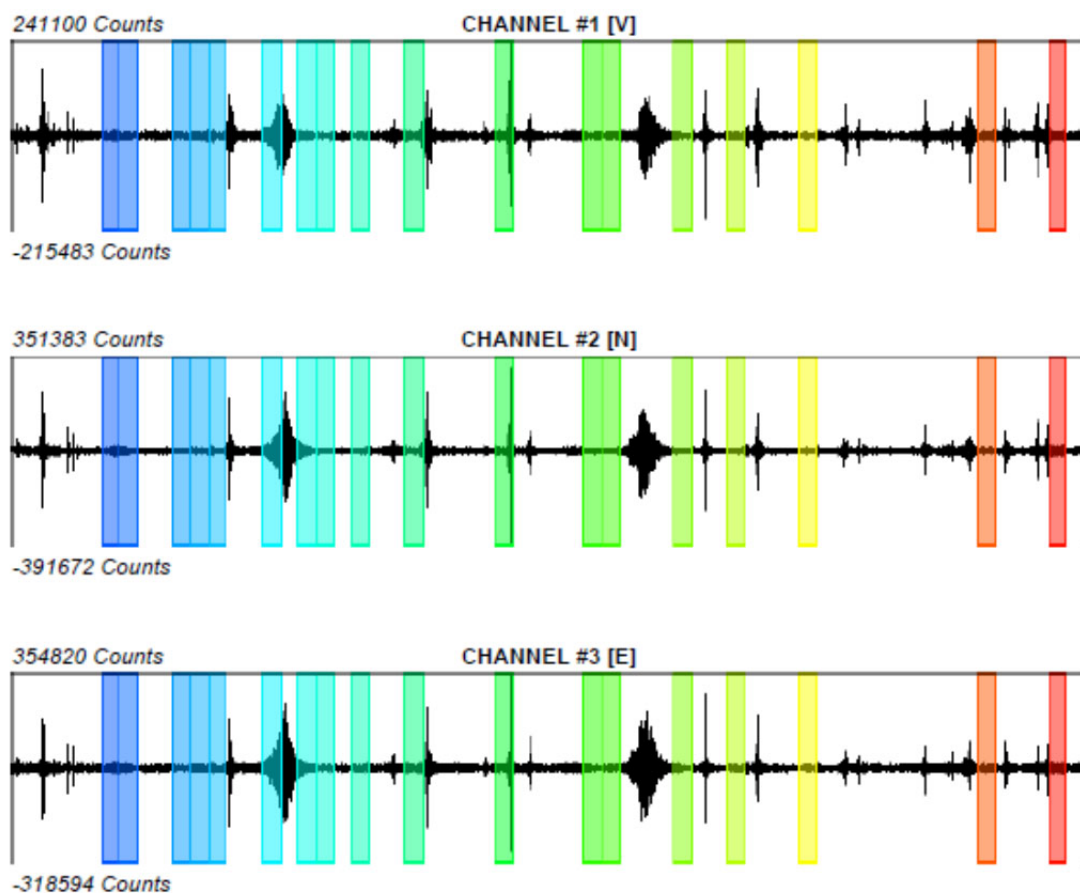 241100 Counts CHANNEL #1 [V]
-215483 Counts
351383 Counts CHANNEL #2 [N]
-391672 Counts
354820 Counts CHANNEL #3 [E]
-318594 Counts